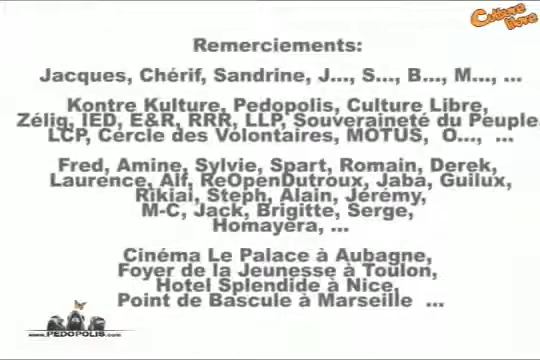 Culture libre
Remerciements:
Jacques, Chérif, Sandrine, J..., S..., B..., M..., ...
Kontre Kulture, Pedopolis, Culture Libre,
Zélig, IED, E&R, RRR, LLP, Souveraineté du Peuple,
LCP, Cercle des Volontaires, MOTUS, O..., ...
Fred, Amine, Sylvie, Spart, Romain, Derek,
Laurence, Alf, ReOpenDutroux, Jaba, Guilux,
Rikiai, Steph, Alain, Jérémy,
M-C, Jack, Brigitte, Serge,
Homayera, ...
Cinéma Le Palace à Aubagne,
Foyer de la Jeunesse à Toulon,
Hotel Splendide à Nice,
Point de Bascule à Marseille ...
www.PEDOPOLIS.com